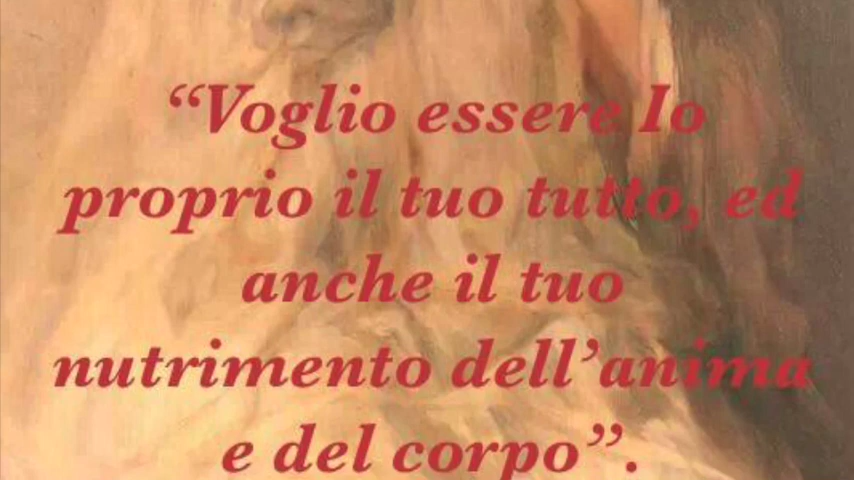 “Voglio essere Io
proprio il tuo tutto, ed
anche il tuo
nutrimento dell’anima
e del corpo”.